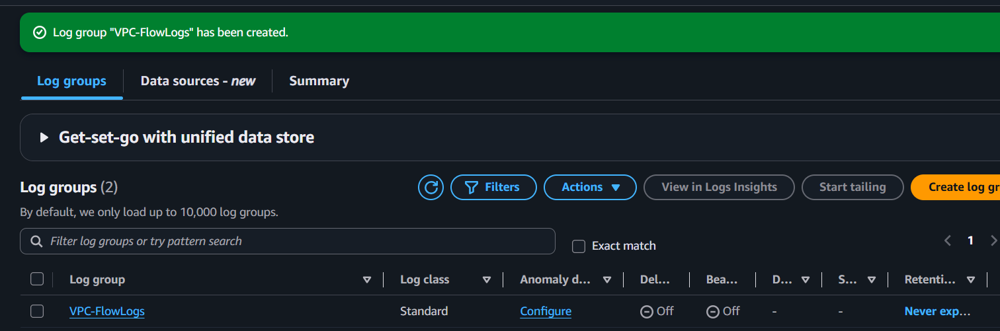 Log group "VPC-FlowLogs" has been created.
Log groups Data sources - new Summary
Get-set-go with unified data store
Log groups (2) Filters Actions View in Logs Insights Start tailing Create log gr
By default, we only load up to 10,000 log groups.
Filter log groups or try pattern search Exact match 1
Log group Log class Anomaly d... Del... Bea... D... S... Retenti...
VPC-FlowLogs Standard Configure Off Off - - Never exp...